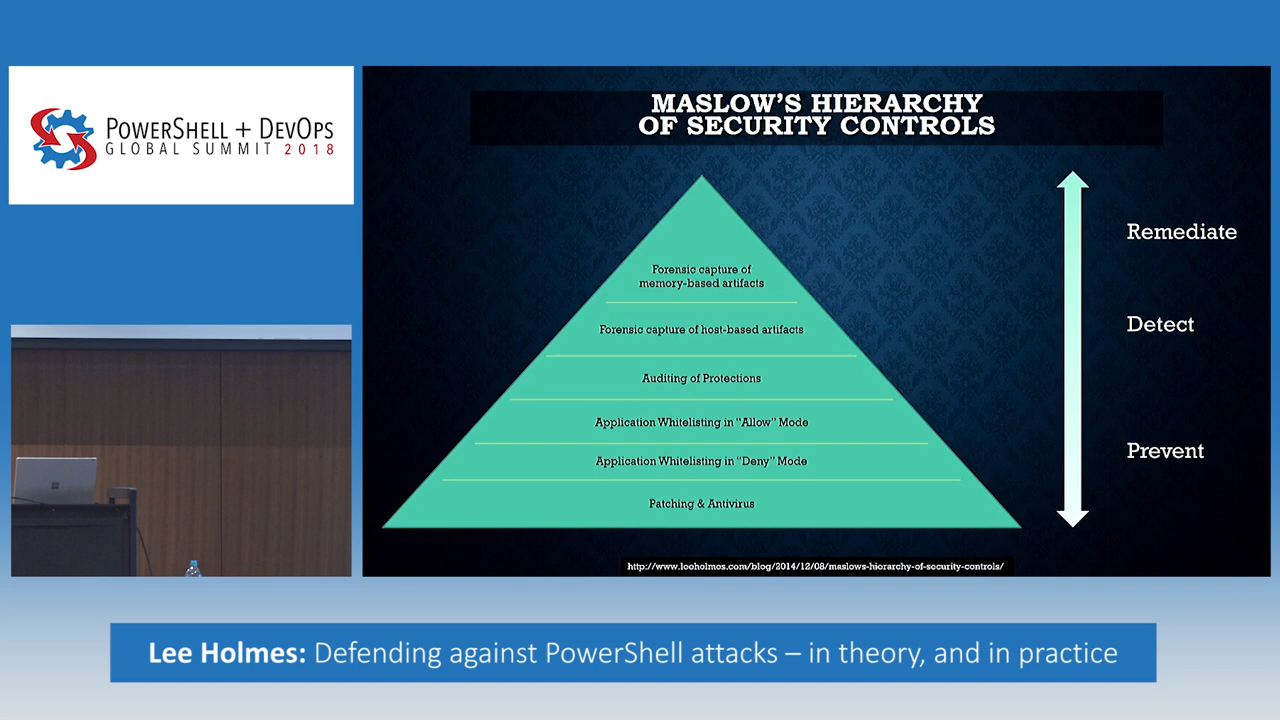 POWERSHELL + DEVOPS
GLOBAL SUMMIT 2018
MASLOW'S HIERARCHY
OF SECURITY CONTROLS
Forensic capture of
memory-based artifacts
Forensic capture of host-based artifacts
Auditing of Protections
Application Whitelisting in "Allow" Mode
Application Whitelisting in "Deny" Mode
Patching & Antivirus
Remediate
Detect
Prevent
http://www.leeholmes.com/blog/2014/12/08/maslows-hierarchy-of-security-controls/
Lee Holmes: Defending against PowerShell attacks – in theory, and in practice